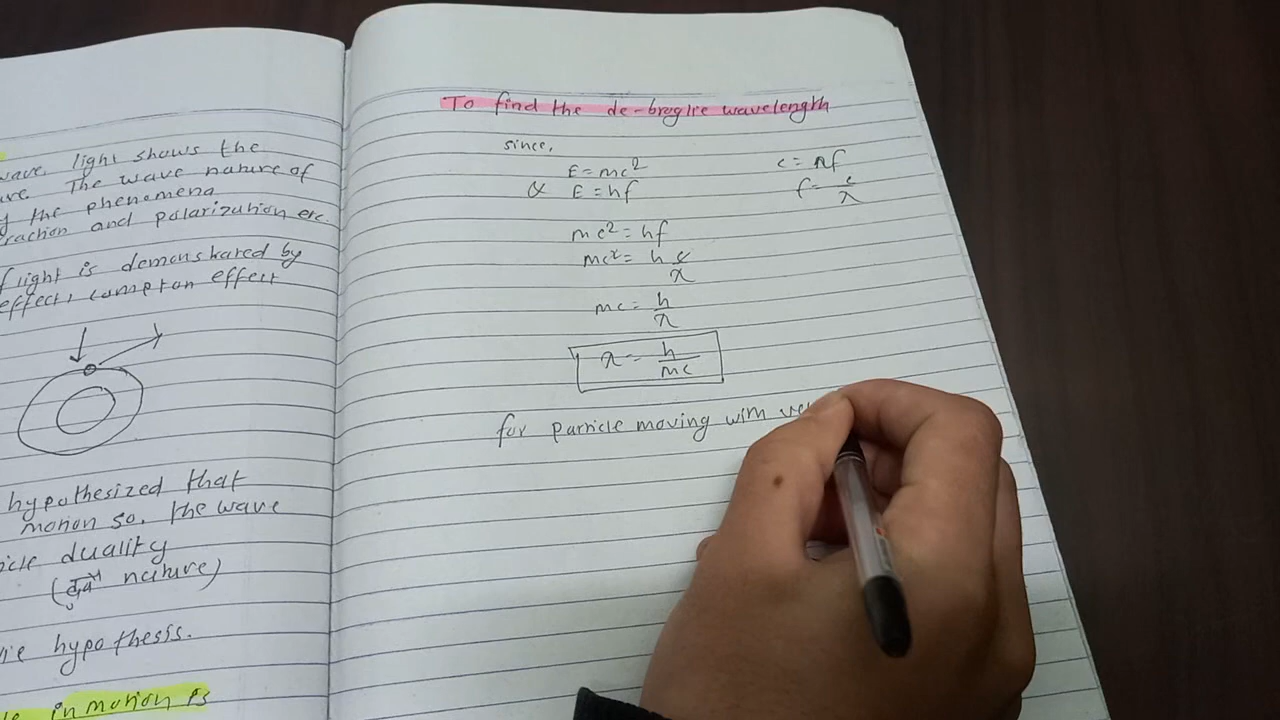 wave, light shows the
The wave nature of
the phenomena
and polarization etc.
light is demonstrated by
effect, compton effect
hypothesized that
motion so, the wave
duality
nature)
hypothesis.
in motion is
To find the de-broglie wavelength
since,
E = mc²
& E = hf
c = λf
f = c/λ
mc² = hf
mc² = h c/λ
mc = h/λ
λ = h/mc
for particle moving with